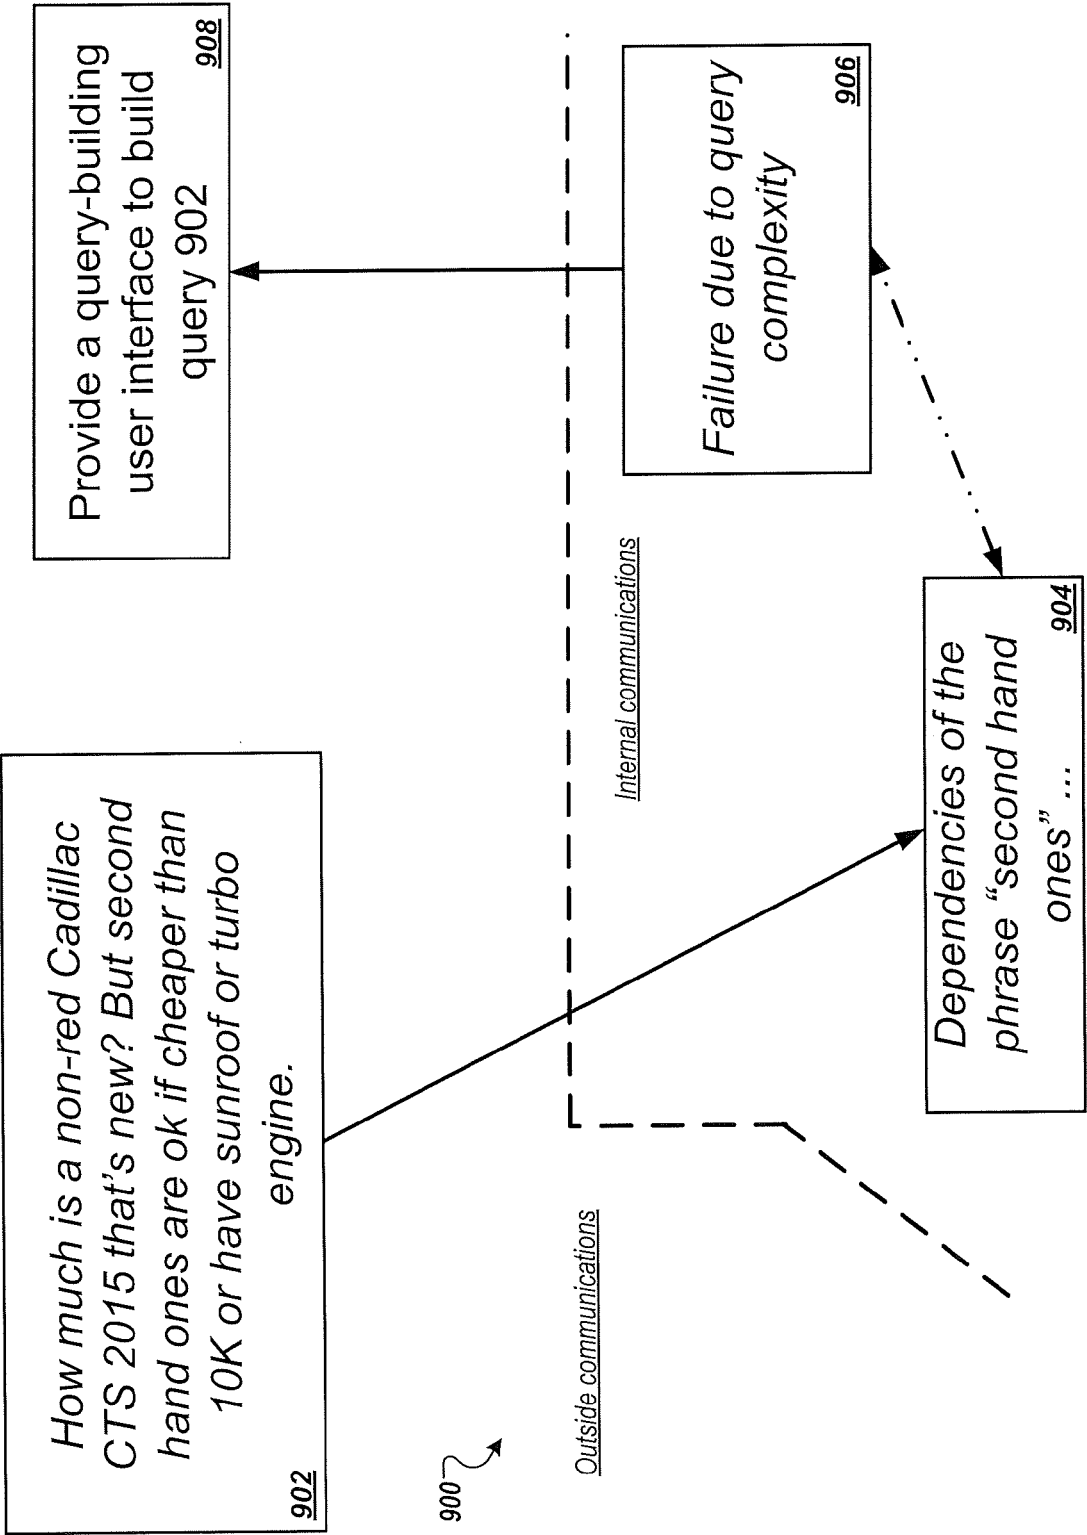 How much is a non-red Cadillac
CTS 2015 that's new? But second
hand ones are ok if cheaper than
10K or have sunroof or turbo
engine.
902
Provide a query-building
user interface to build
query 902
908
900
Outside communications
Internal communications
Dependencies of the
phrase “second hand
ones” ...
904
Failure due to query
complexity
906